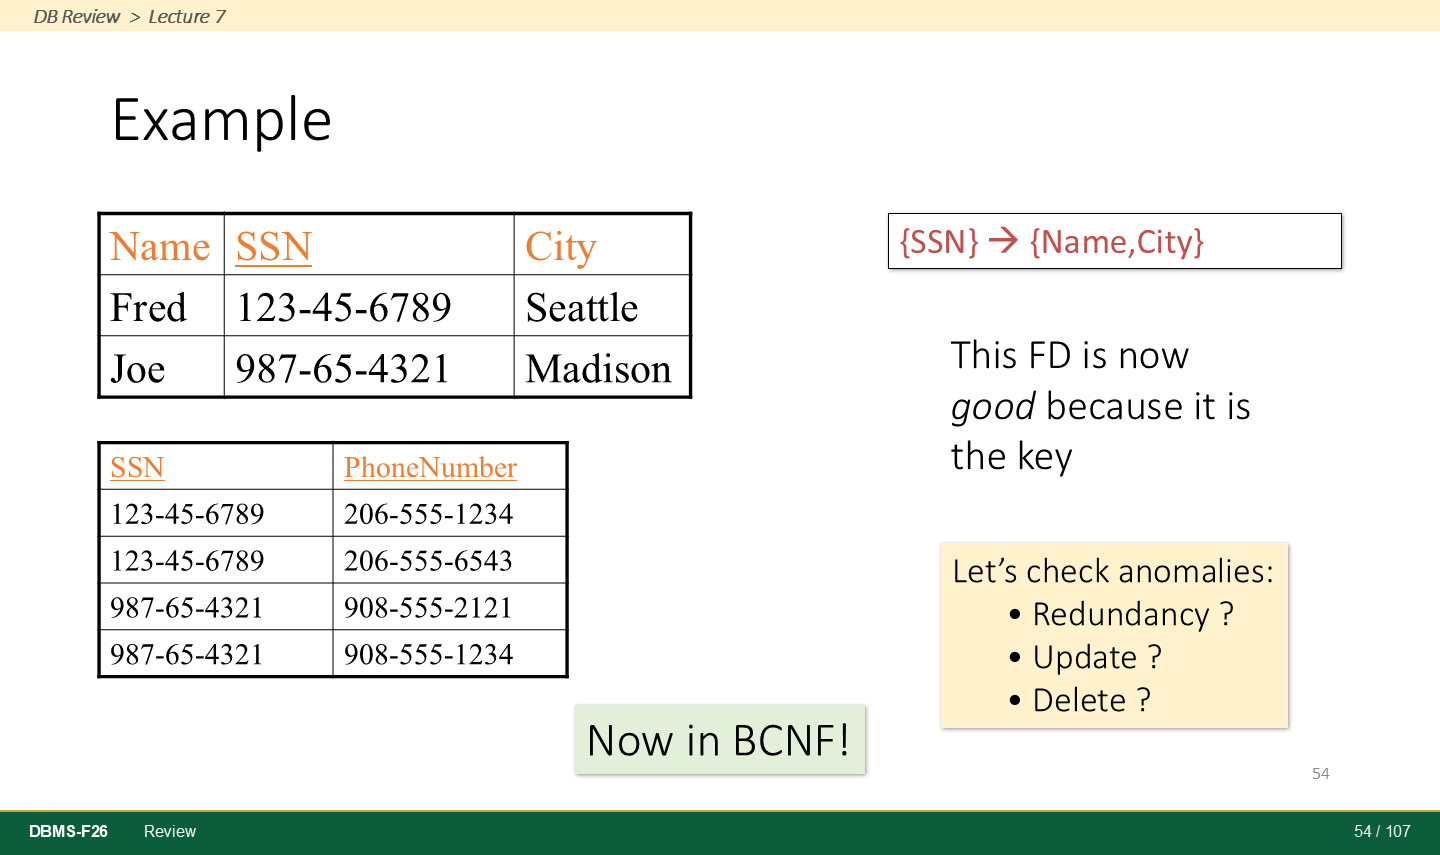 DB Review > Lecture 7
Example
Name SSN City
Fred 123-45-6789 Seattle
Joe 987-65-4321 Madison
{SSN} → {Name,City}
This FD is now
good because it is
the key
SSN PhoneNumber
123-45-6789 206-555-1234
123-45-6789 206-555-6543
987-65-4321 908-555-2121
987-65-4321 908-555-1234
Let’s check anomalies:
• Redundancy ?
• Update ?
• Delete ?
Now in BCNF!
54
DBMS-F26 Review 54 / 107